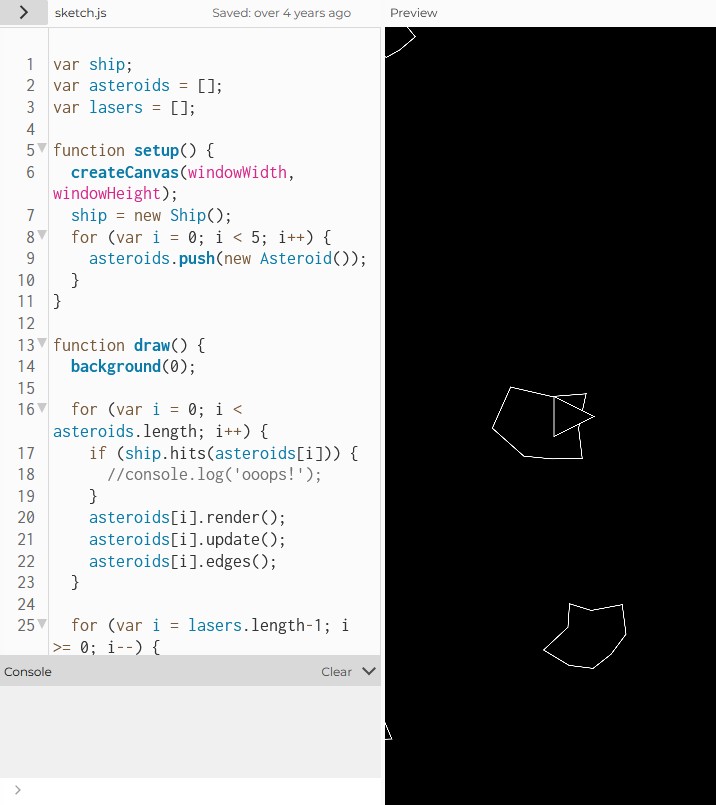 sketch.js
Saved: over 4 years ago
Preview
1 var ship;
2 var asteroids = [];
3 var lasers = [];
4
5 function setup() {
6   createCanvas(windowWidth,
windowHeight);
7   ship = new Ship();
8   for (var i = 0; i < 5; i++) {
9     asteroids.push(new Asteroid());
10   }
11 }
12
13 function draw() {
14   background(0);
15
16   for (var i = 0; i <
asteroids.length; i++) {
17     if (ship.hits(asteroids[i])) {
18       //console.log('ooops!');
19     }
20     asteroids[i].render();
21     asteroids[i].update();
22     asteroids[i].edges();
23   }
24
25   for (var i = lasers.length-1; i
>= 0; i--) {
Console
Clear